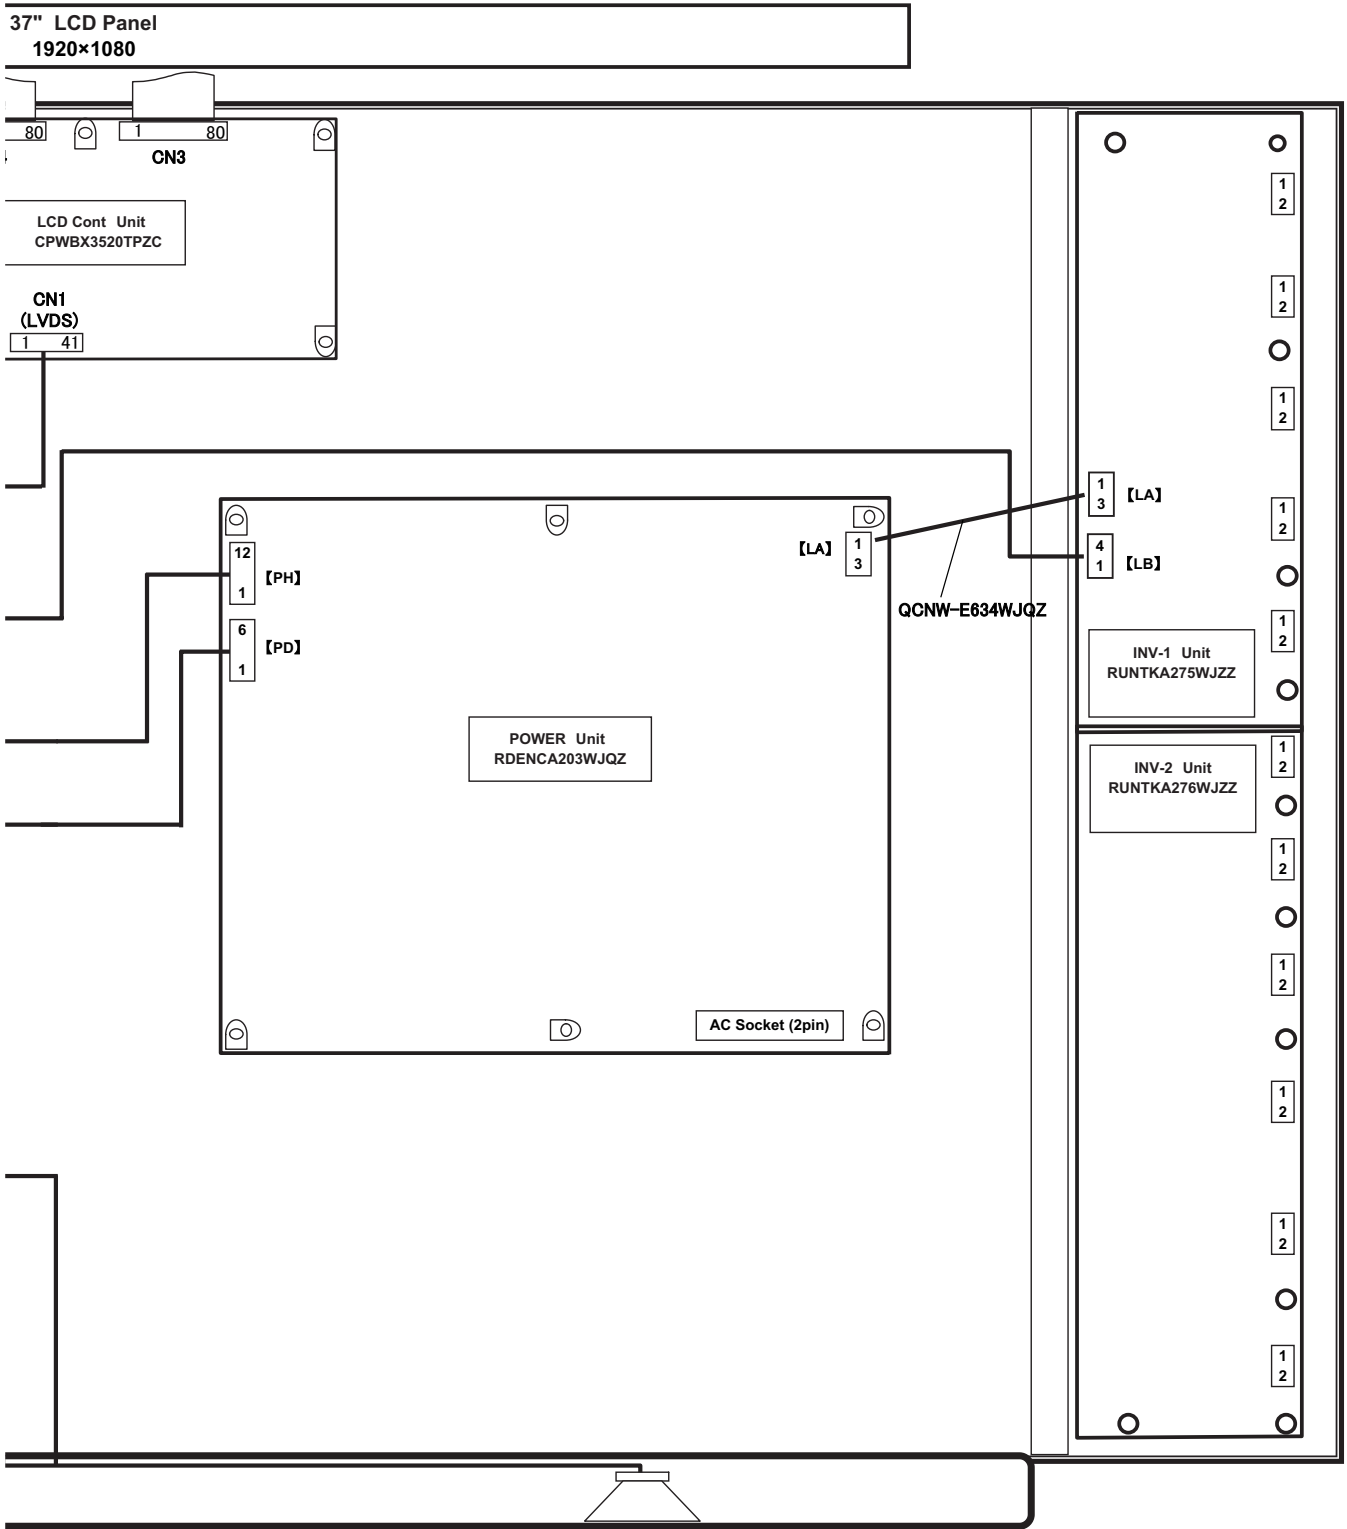 37" LCD Panel
1920×1080
80
1 80
CN3
LCD Cont Unit
CPWBX3520TPZC
CN1
(LVDS)
1 41
1
2
1
2
1
2
1
3
【LA】
1
2
【LA】
1
3
4
1
【LB】
12
1
【PH】
QCNW-E634WJQZ
6
1
【PD】
1
2
INV-1 Unit
RUNTKA275WJZZ
POWER Unit
RDENCA203WJQZ
1
2
INV-2 Unit
RUNTKA276WJZZ
1
2
1
2
AC Socket (2pin)
1
2
1
2
1
2